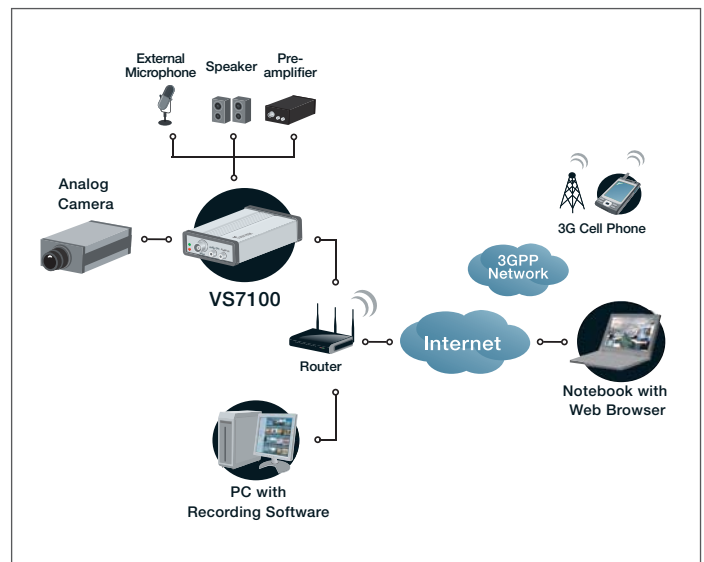 External
Microphone
Speaker
Pre-
amplifier
Analog
Camera
VS7100
3G Cell Phone
3GPP
Network
Internet
Router
Notebook with
Web Browser
PC with
Recording Software